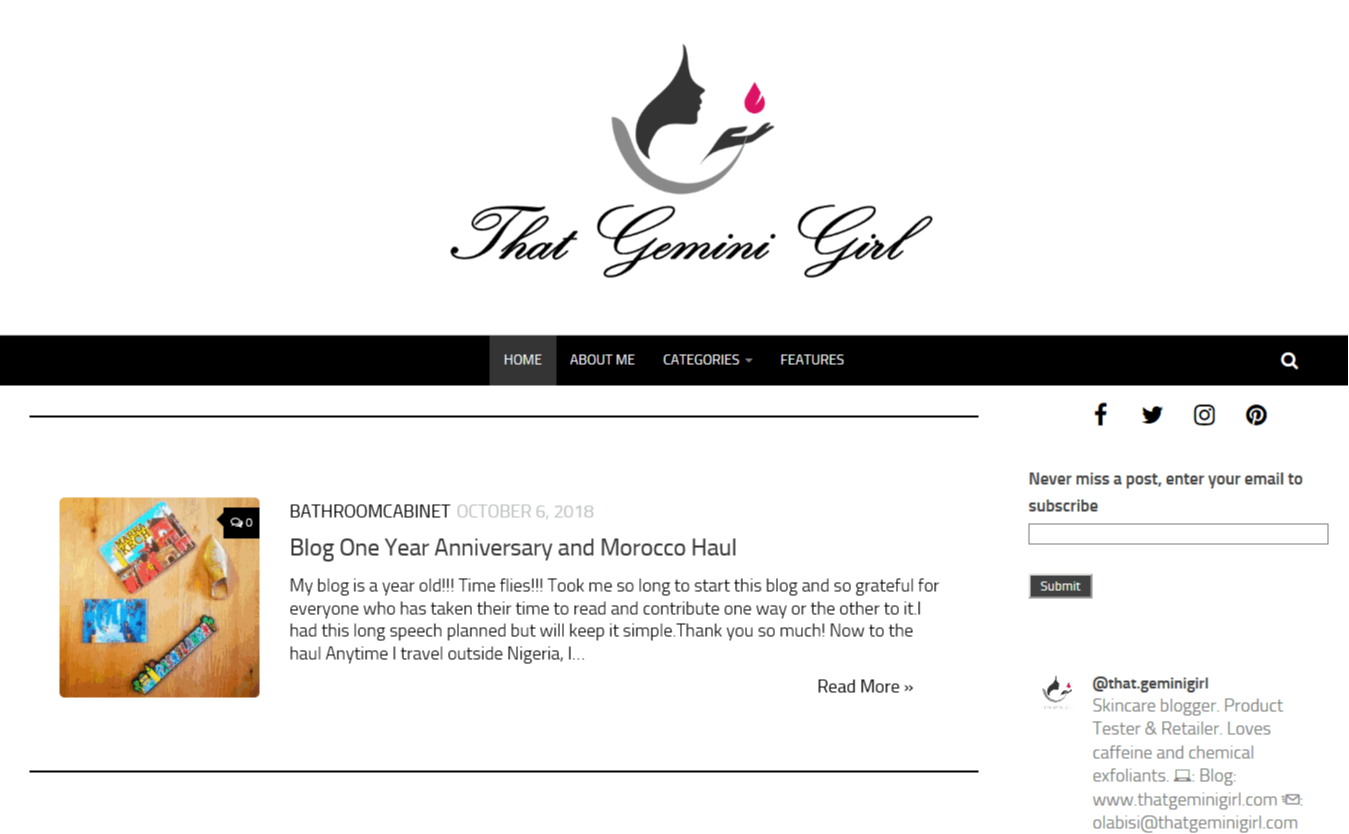 That Gemini Girl
HOME ABOUT ME CATEGORIES FEATURES
MARRA
KECH
0
BATHROOMCABINET OCTOBER 6, 2018
Blog One Year Anniversary and Morocco Haul
My blog is a year old!!! Time flies!!! Took me so long to start this blog and so grateful for
everyone who has taken their time to read and contribute one way or the other to it.I
had this long speech planned but will keep it simple.Thank you so much! Now to the
haul Anytime I travel outside Nigeria, I...
Read More »
Never miss a post, enter your email to
subscribe
Submit
@that.geminigirl
Skincare blogger. Product
Tester & Retailer. Loves
caffeine and chemical
exfoliants. 💻: Blog:
www.thatgeminigirl.com 📧:
olabisi@thatgeminigirl.com